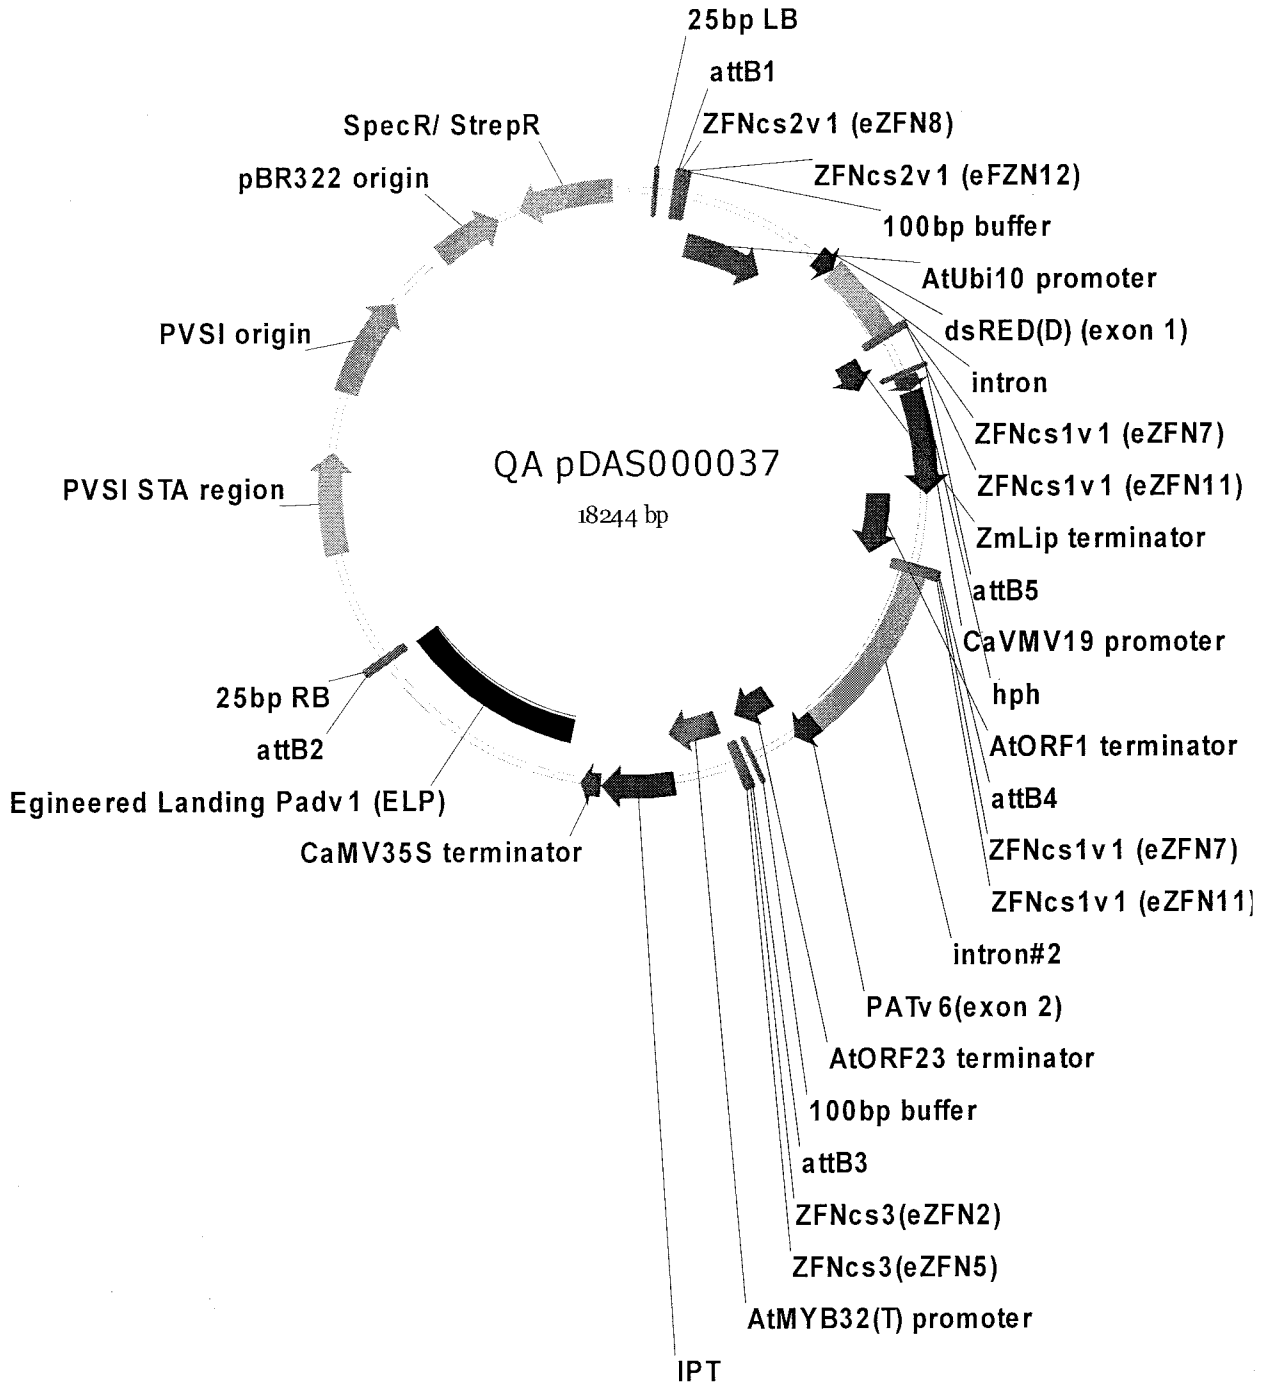 25bp LB
attB1
ZFNcs2v1 (eZFN8)
SpecR/ StrepR
ZFNcs2v1 (eFZN12)
pBR322 origin
100bp buffer
AtUbi10 promoter
PVSI origin
dsRED(D) (exon 1)
intron
ZFNcs1v1 (eZFN7)
QA pDAS000037
18244 bp
PVSI STA region
ZFNcs1v1 (eZFN11)
ZmLip terminator
attB5
CaVMV19 promoter
hph
25bp RB
attB2
AtORF1 terminator
attB4
Egineered Landing Padv1 (ELP)
CaMV35S terminator
ZFNcs1v1 (eZFN7)
ZFNcs1v1 (eZFN11)
intron#2
PATv6(exon 2)
AtORF23 terminator
100bp buffer
attB3
ZFNcs3(eZFN2)
ZFNcs3(eZFN5)
AtMYB32(T) promoter
IPT